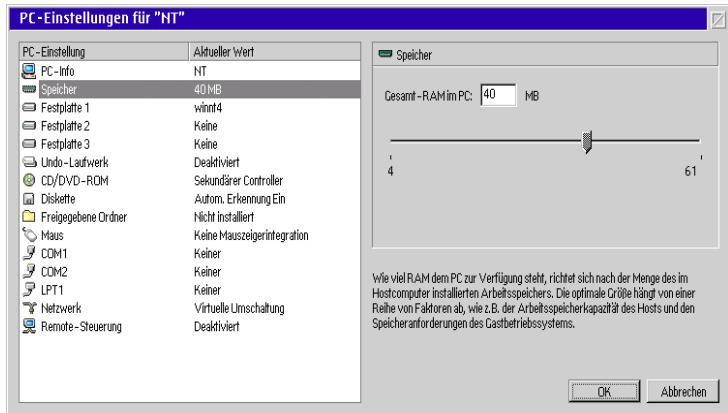 PC-Einstellungen für "NT"
PC-Einstellung Aktueller Wert
PC-Info NT
Speicher 40 MB
Festplatte 1 winnt4
Festplatte 2 Keine
Festplatte 3 Keine
Undo-Laufwerk Deaktiviert
CD/DVD-ROM Sekundärer Controller
Diskette Autom. Erkennung Ein
Freigegebene Ordner Nicht installiert
Maus Keine Mauszeigerintegration
COM1 Keiner
COM2 Keiner
LPT1 Keiner
Netzwerk Virtuelle Umschaltung
Remote-Steuerung Deaktiviert
Speicher
Gesamt-RAM im PC: 40 MB
4 61
Wie viel RAM dem PC zur Verfügung steht, richtet sich nach der Menge des im
Hostcomputer installierten Arbeitsspeichers. Die optimale Größe hängt von einer
Reihe von Faktoren ab, wie z.B. der Arbeitsspeicherkapazität des Hosts und den
Speicheranforderungen des Gastbetriebssystems.
OK Abbrechen